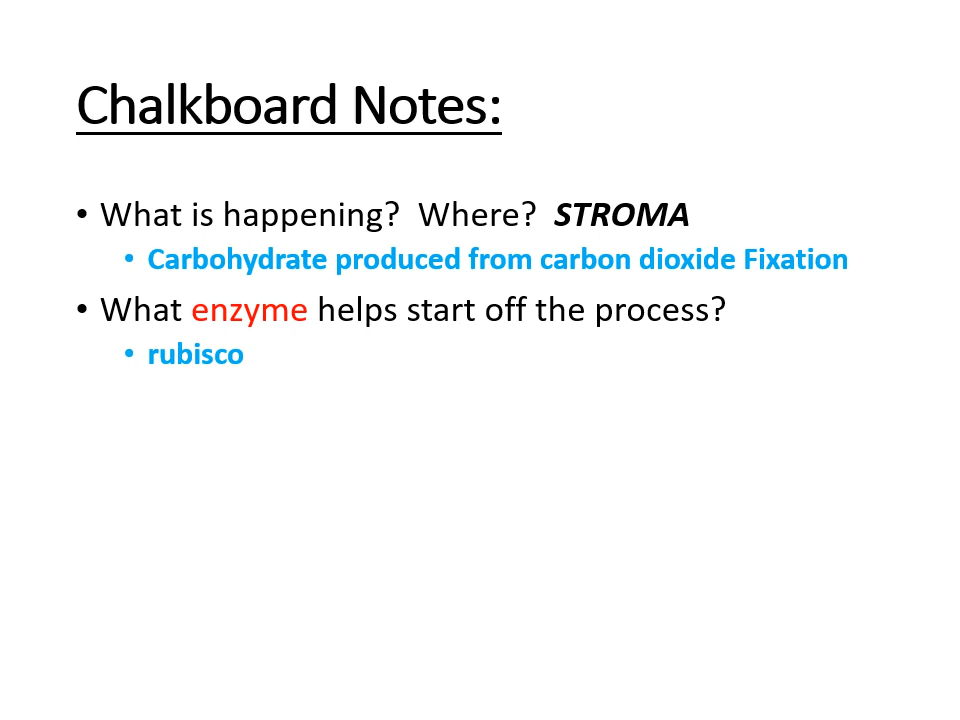 Chalkboard Notes:
• What is happening?  Where?  STROMA
• Carbohydrate produced from carbon dioxide Fixation
• What enzyme helps start off the process?
• rubisco